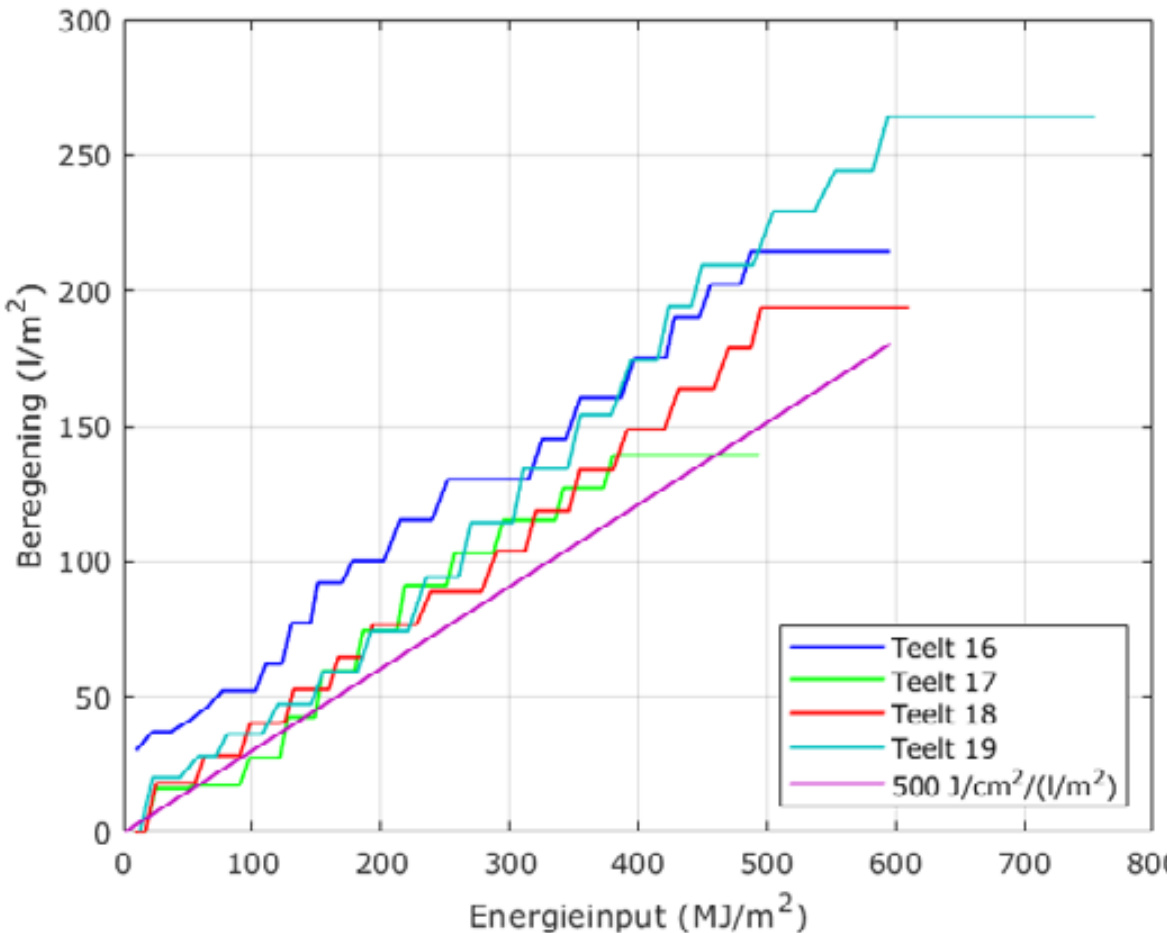 300
250
200
150
100
50
0
Beregening (l/m²)
0 100 200 300 400 500 600 700 800
Energieinput (MJ/m²)
Teelt 16
Teelt 17
Teelt 18
Teelt 19
500 J/cm²/(l/m²)